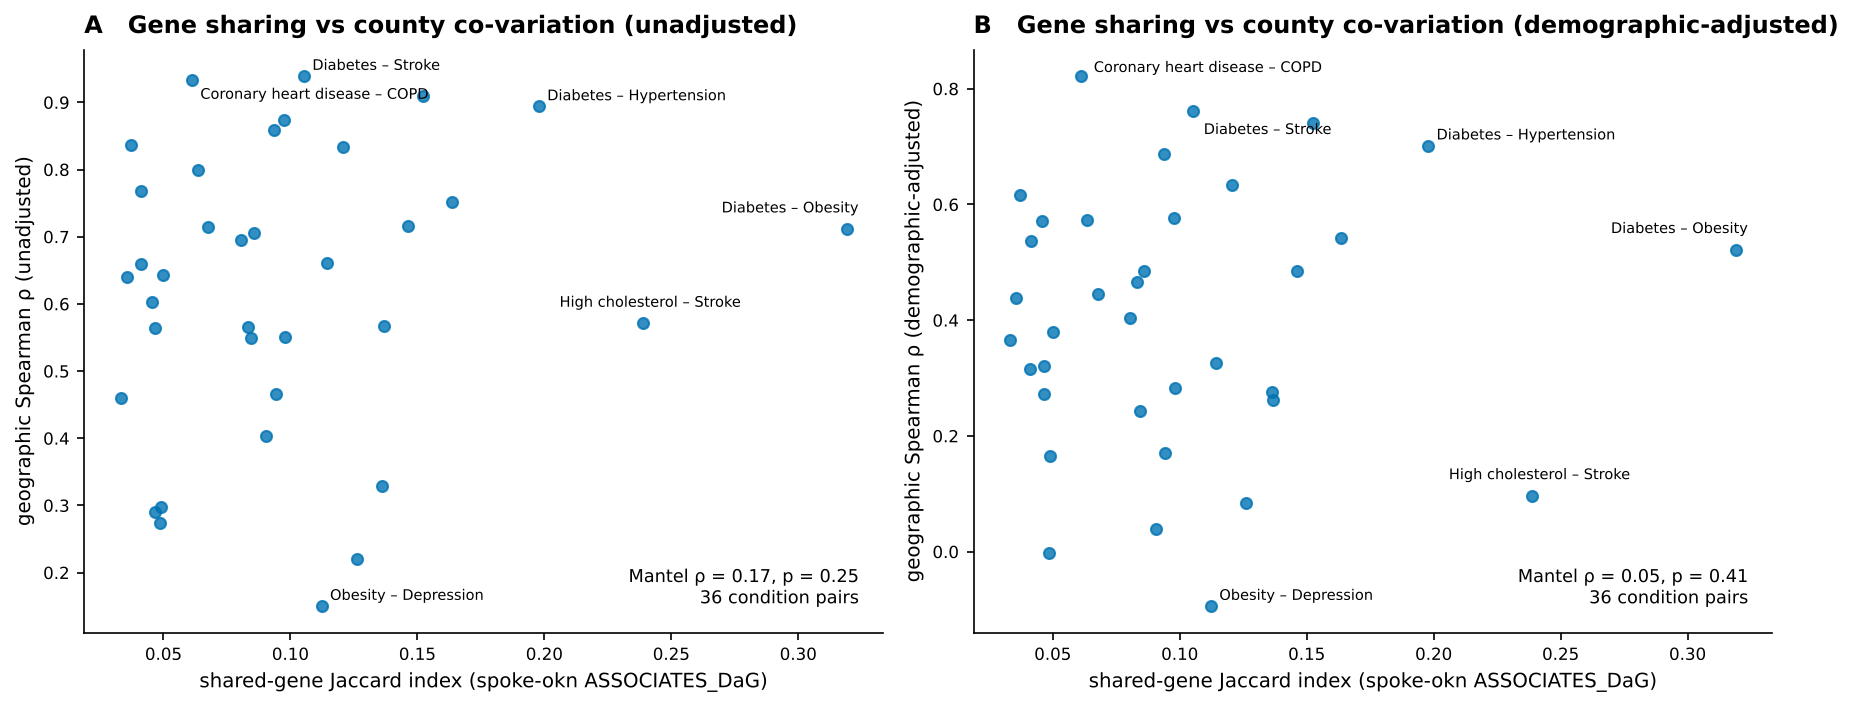 A Gene sharing vs county co-variation (unadjusted)
geographic Spearman ρ (unadjusted)
0.9
0.8
0.7
0.6
0.5
0.4
0.3
0.2
Diabetes – Stroke
Coronary heart disease – COPD
Diabetes – Hypertension
Diabetes – Obesity
High cholesterol – Stroke
Obesity – Depression
Mantel ρ = 0.17, p = 0.25
36 condition pairs
0.05 0.10 0.15 0.20 0.25 0.30
shared-gene Jaccard index (spoke-okn ASSOCIATES_DaG)
B Gene sharing vs county co-variation (demographic-adjusted)
geographic Spearman ρ (demographic-adjusted)
0.8
0.6
0.4
0.2
0.0
Coronary heart disease – COPD
Diabetes – Stroke
Diabetes – Hypertension
Diabetes – Obesity
High cholesterol – Stroke
Obesity – Depression
Mantel ρ = 0.05, p = 0.41
36 condition pairs
0.05 0.10 0.15 0.20 0.25 0.30
shared-gene Jaccard index (spoke-okn ASSOCIATES_DaG)